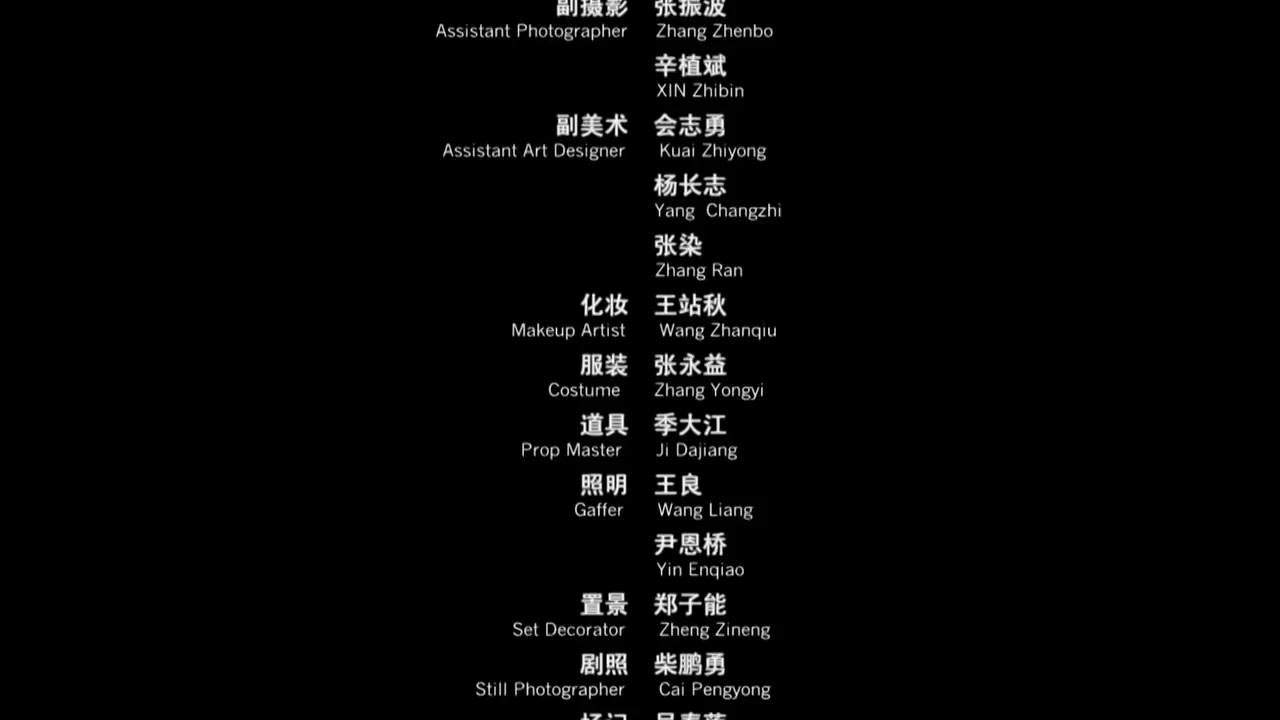 副摄影 张振波
Assistant Photographer Zhang Zhenbo
辛植斌
XIN Zhibin
副美术 会志勇
Assistant Art Designer Kuai Zhiyong
杨长志
Yang Changzhi
张染
Zhang Ran
化妆 王站秋
Makeup Artist Wang Zhanqiu
服装 张永益
Costume Zhang Yongyi
道具 季大江
Prop Master Ji Dajiang
照明 王良
Gaffer Wang Liang
尹恩桥
Yin Enqiao
置景 郑子能
Set Decorator Zheng Zineng
剧照 柴鹏勇
Still Photographer Cai Pengyong